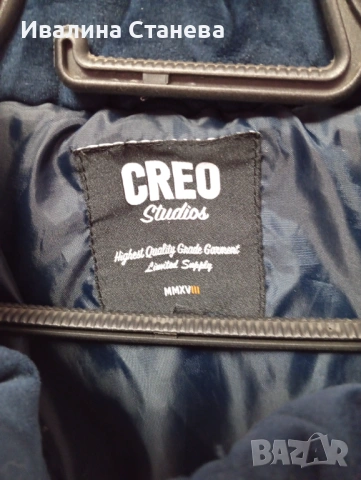 Ивалина Станева
CREO
Studios
Highest Quality Grade Garment
Limited Supply
MMXVIII
BAZAR